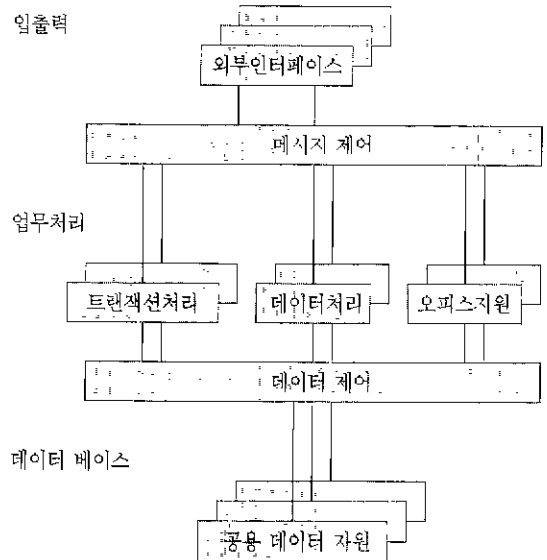 입출력
외부인터페이스
메시지 제어
업무처리
트랜잭션처리
데이터처리
오피스지원
데이터 제어
데이터 베이스
공용 데이터 자원